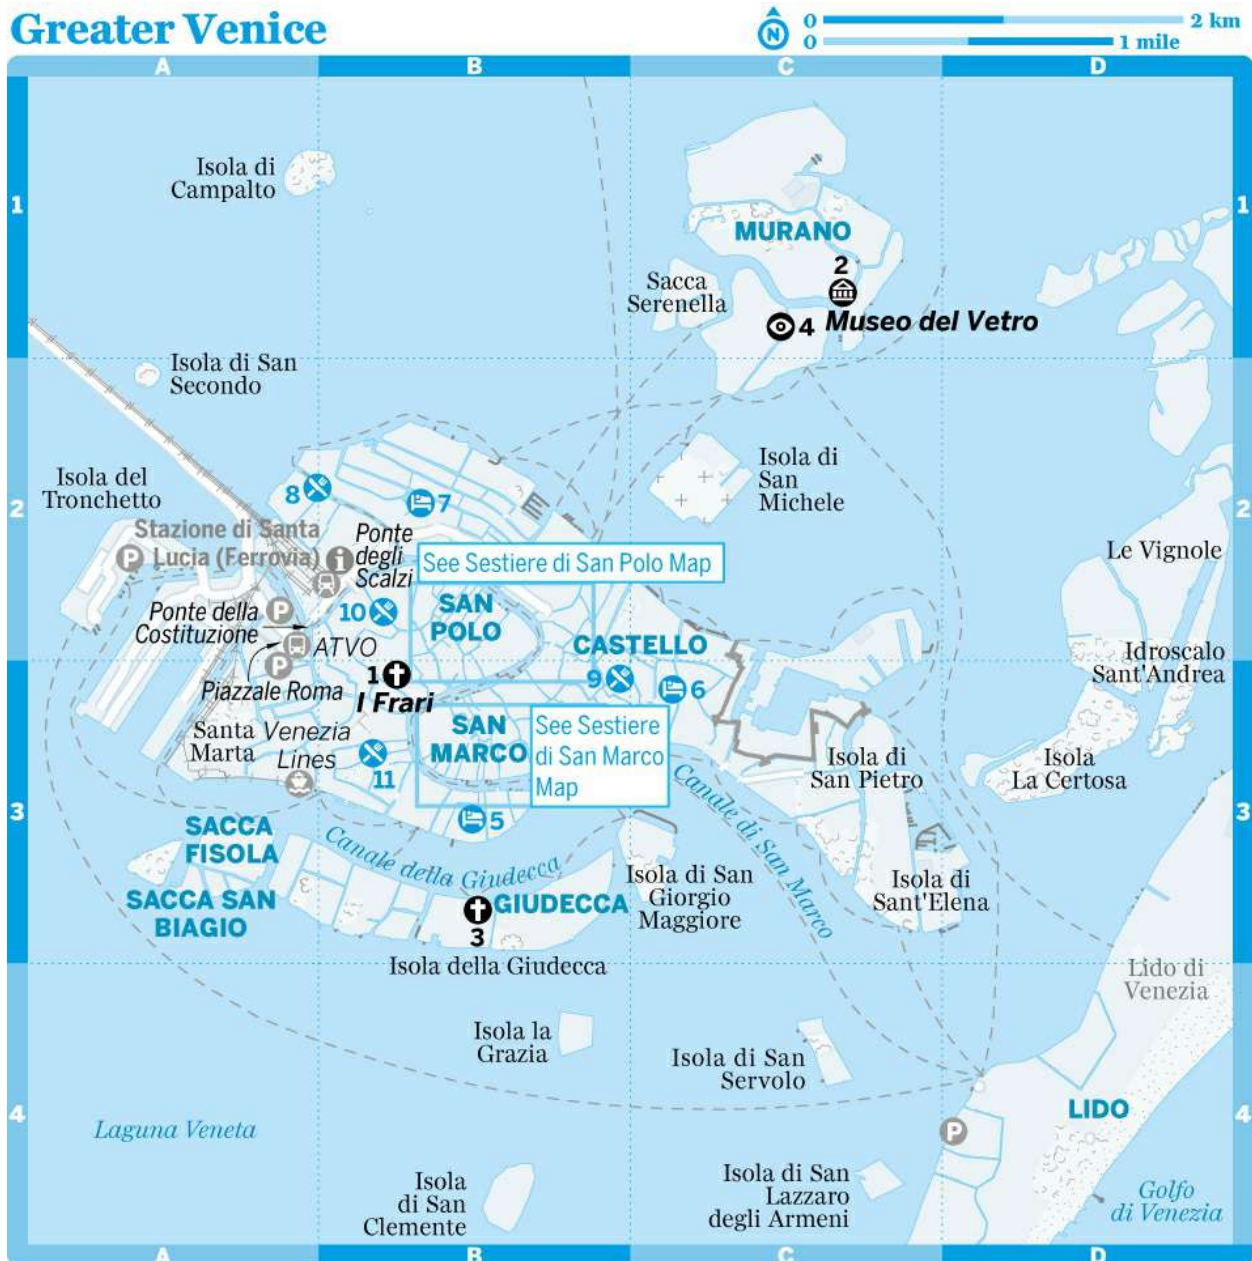 Greater Venice
N
0
2 km
0
1 mile
A
B
C
D
1
1
Isola di
Campalto
MURANO
2
Sacca
Serenella
4
Museo del Vetro
Isola di San
Secondo
Isola del
Tronchetto
8
7
Isola di
San
Michele
2
2
Stazione di Santa
Lucia (Ferrovia)
P
i
Ponte
degli
Scalzi
See Sestiere di San Polo Map
Le Vignole
Ponte della
Costituzione
P
10
SAN
POLO
CASTELLO
ATVO
P
Piazzale Roma
1
I Frari
9
6
Idroscalo
Sant'Andrea
Santa
Marta
Venezia
Lines
11
SAN
MARCO
See Sestiere
di San Marco
Map
Isola di
San Pietro
Isola
La Certosa
3
3
5
Canale di San Marco
SACCA
FISOLA
Canale della Giudecca
SACCA SAN
BIAGIO
GIUDECCA
3
Isola di San
Giorgio
Maggiore
Isola di
Sant'Elena
Isola della Giudecca
Lido di
Venezia
Isola la
Grazia
Isola di San
Servolo
4
4
LIDO
P
Laguna Veneta
Isola
di San
Clemente
Isola di San
Lazzaro
degli Armeni
Golfo
di Venezia
A
B
C
D